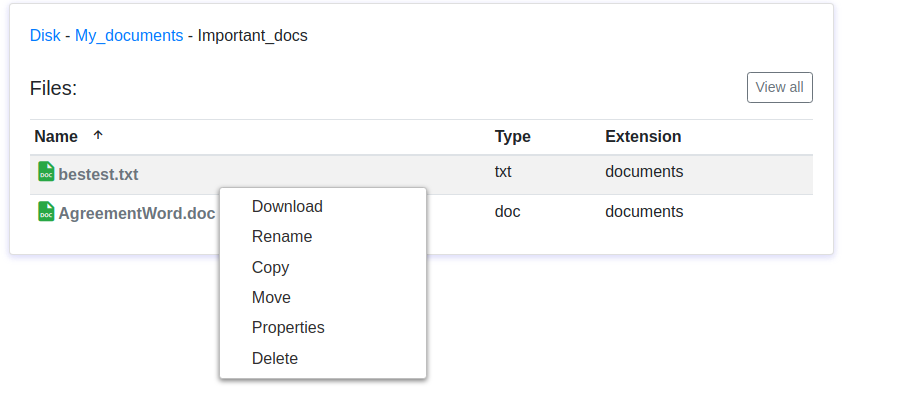 Disk - My_documents - Important_docs
Files:
View all
Name ↑ Type Extension
DOC bestest.txt txt documents
DOC AgreementWord.doc doc documents
Download
Rename
Copy
Move
Properties
Delete